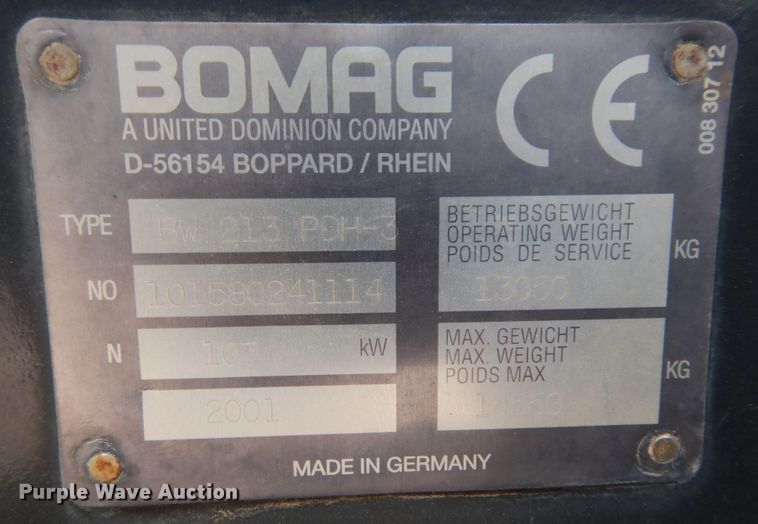 BOMAG
A UNITED DOMINION COMPANY
D-56154 BOPPARD / RHEIN
CE
008 307 12
TYPE BW 213 PDH-3
NO 101580241114
N 107 kW
2001
BETRIEBSGEWICHT
OPERATING WEIGHT
POIDS DE SERVICE
13050 KG
MAX. GEWICHT
MAX. WEIGHT
POIDS MAX
KG
MADE IN GERMANY
Purple Wave Auction